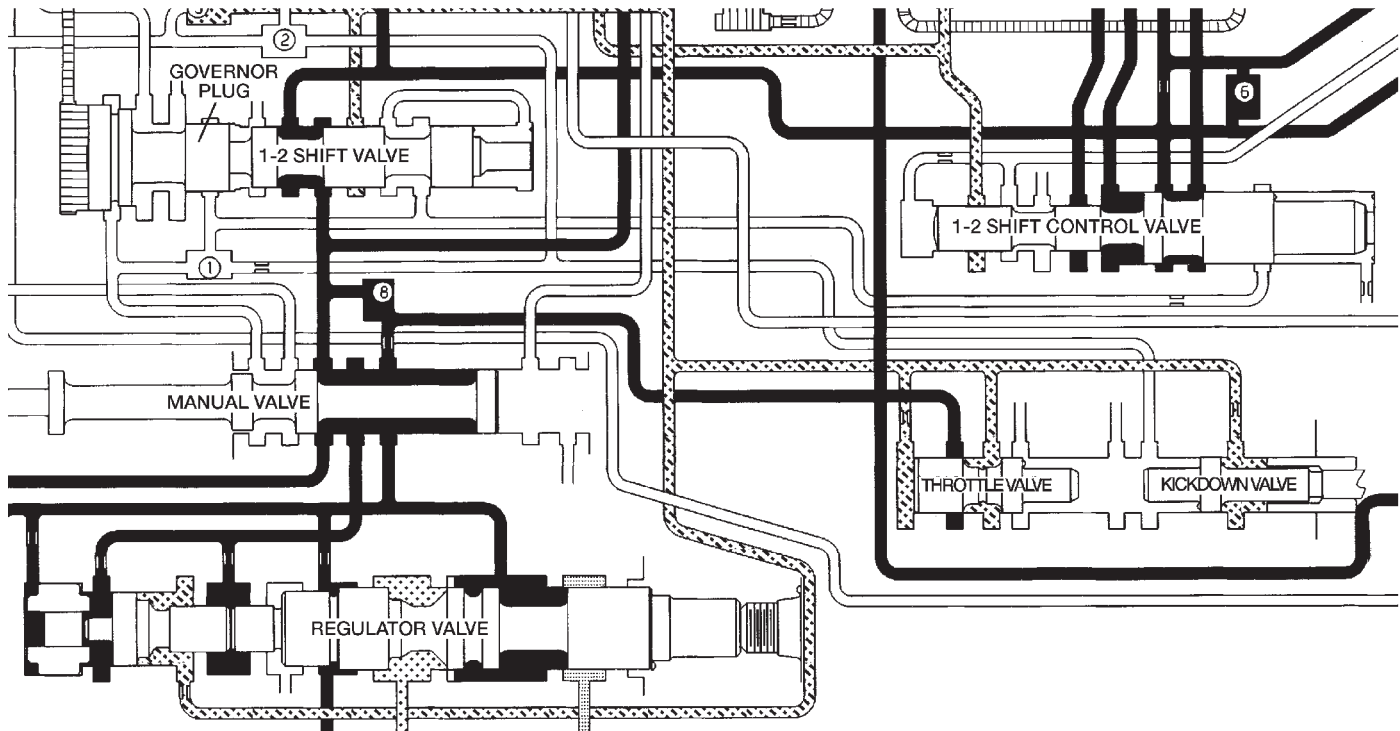 2
GOVERNOR
PLUG
6
1-2 SHIFT VALVE
1-2 SHIFT CONTROL VALVE
1
8
MANUAL VALVE
THROTTLE VALVE
KICKDOWN VALVE
REGULATOR VALVE